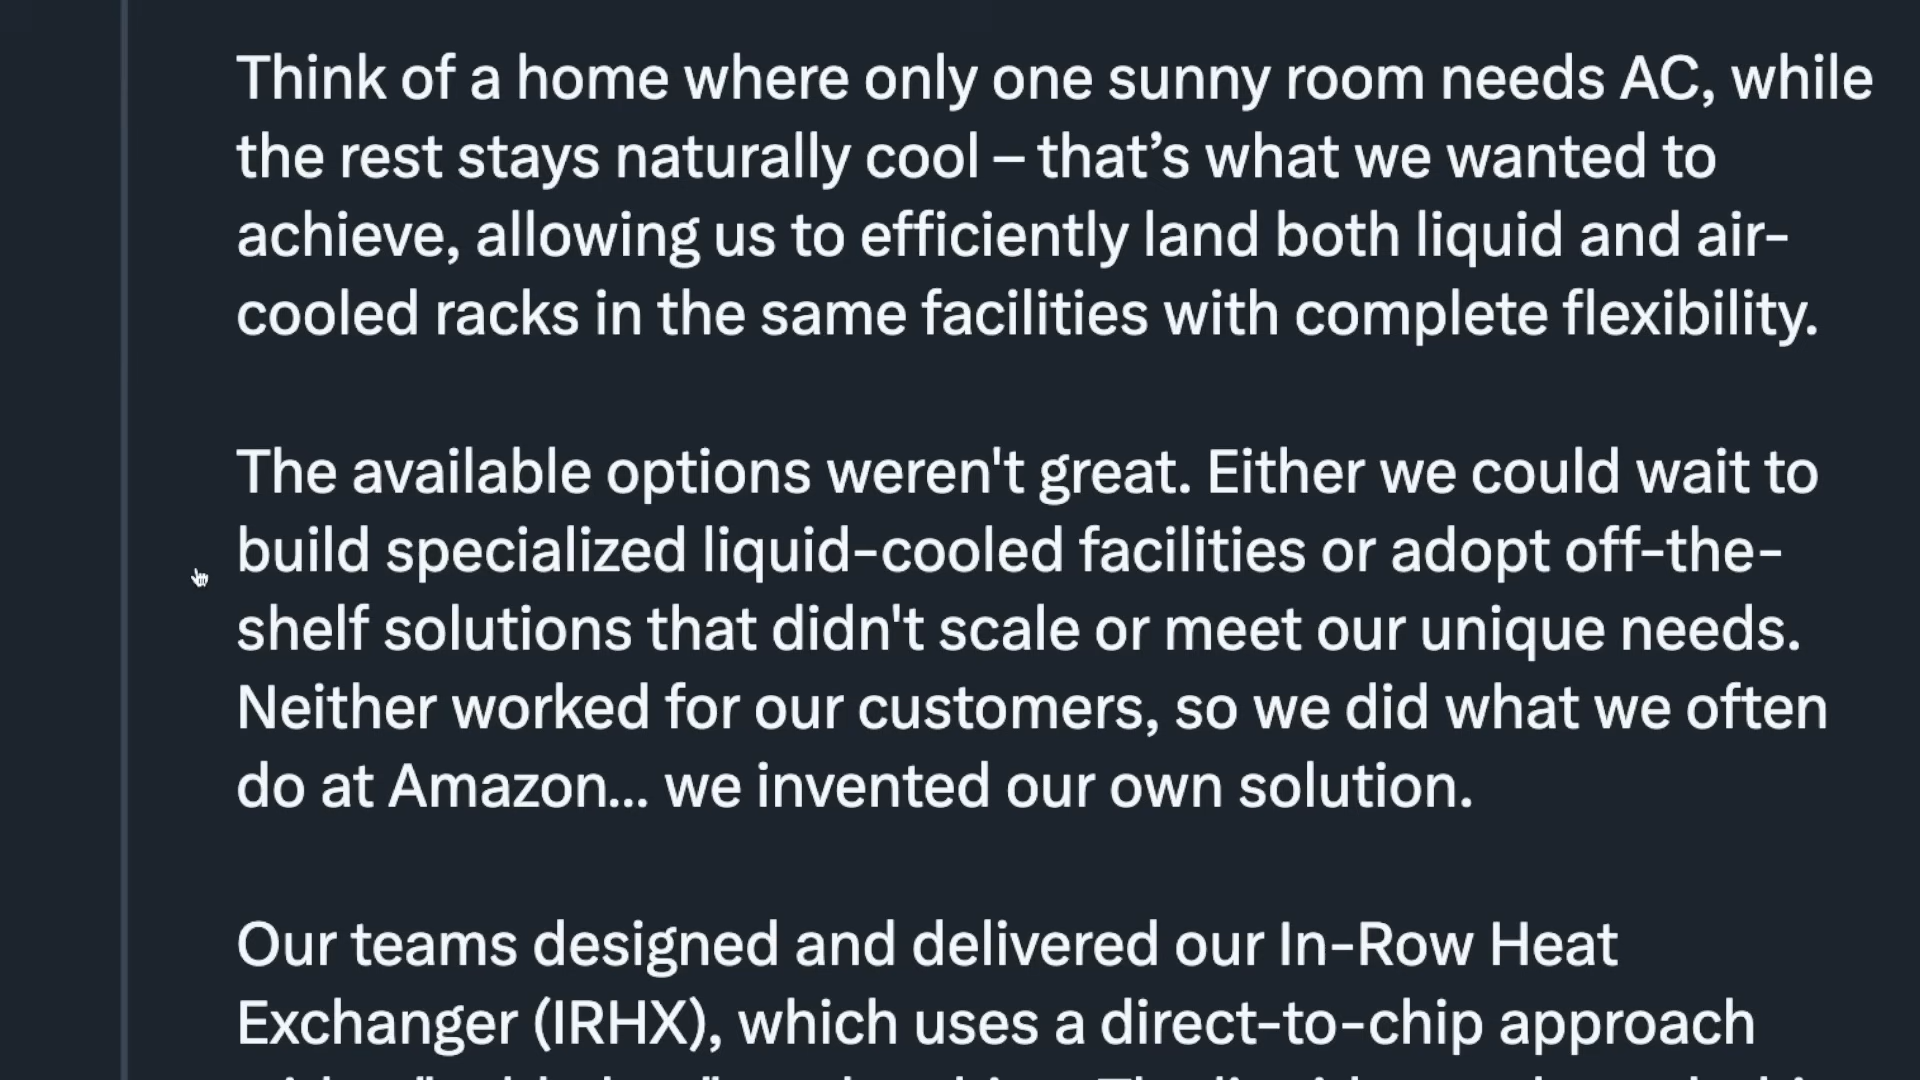 Think of a home where only one sunny room needs AC, while
the rest stays naturally cool – that’s what we wanted to
achieve, allowing us to efficiently land both liquid and air-
cooled racks in the same facilities with complete flexibility.
The available options weren't great. Either we could wait to
build specialized liquid-cooled facilities or adopt off-the-
shelf solutions that didn't scale or meet our unique needs.
Neither worked for our customers, so we did what we often
do at Amazon... we invented our own solution.
Our teams designed and delivered our In-Row Heat
Exchanger (IRHX), which uses a direct-to-chip approach